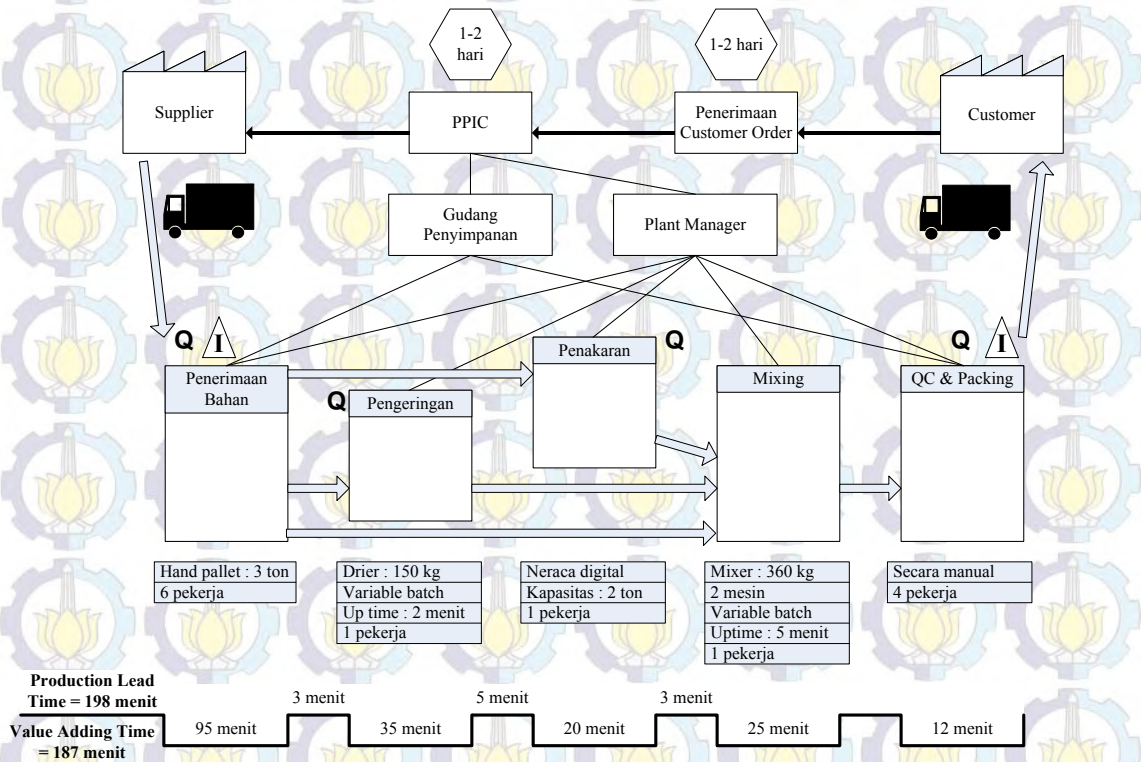 1-2
hari
1-2 hari
Supplier
PPIC
Penerimaan
Customer Order
Customer
Gudang
Penyimpanan
Plant Manager
Q
I
Penerimaan
Bahan
Q
Pengeringan
Penakaran
Q
Mixing
Q
I
QC & Packing
Hand pallet : 3 ton
6 pekerja
Drier : 150 kg
Variable batch
Up time : 2 menit
1 pekerja
Neraca digital
Kapasitas : 2 ton
1 pekerja
Mixer : 360 kg
2 mesin
Variable batch
Uptime : 5 menit
1 pekerja
Secara manual
4 pekerja
Production Lead
Time = 198 menit
3 menit
5 menit
3 menit
Value Adding Time
= 187 menit
95 menit
35 menit
20 menit
25 menit
12 menit